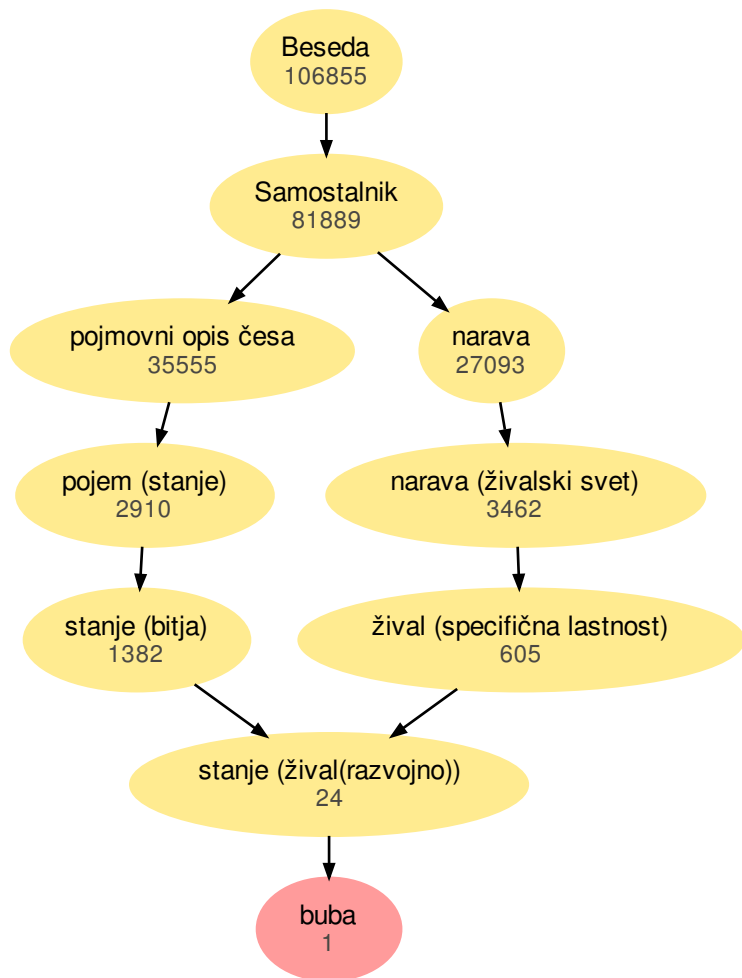 Beseda
106855
Samostalnik
81889
pojmovni opis česa
35555
narava
27093
pojem (stanje)
2910
narava (živalski svet)
3462
stanje (bitja)
1382
žival (specifična lastnost)
605
stanje (žival(razvojno))
24
buba
1